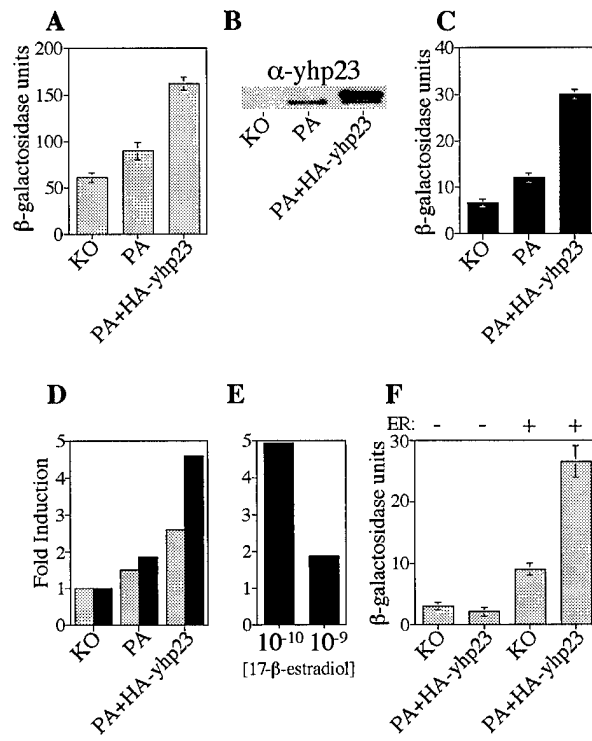 A
β-galactosidase units
200
150
100
50
0
KO
PA
PA+HA-yhp23
B
α-yhp23
KO
PA
PA+HA-yhp23
C
β-galactosidase units
40
30
20
10
0
KO
PA
PA+HA-yhp23
D
Fold Induction
5
4
3
2
1
0
KO
PA
PA+HA-yhp23
E
5
4
3
2
1
0
10⁻¹⁰ 10⁻⁹
[17-β-estradiol]
F
ER: - - + +
β-galactosidase units
30
20
10
0
KO
PA+HA-yhp23
KO
PA+HA-yhp23